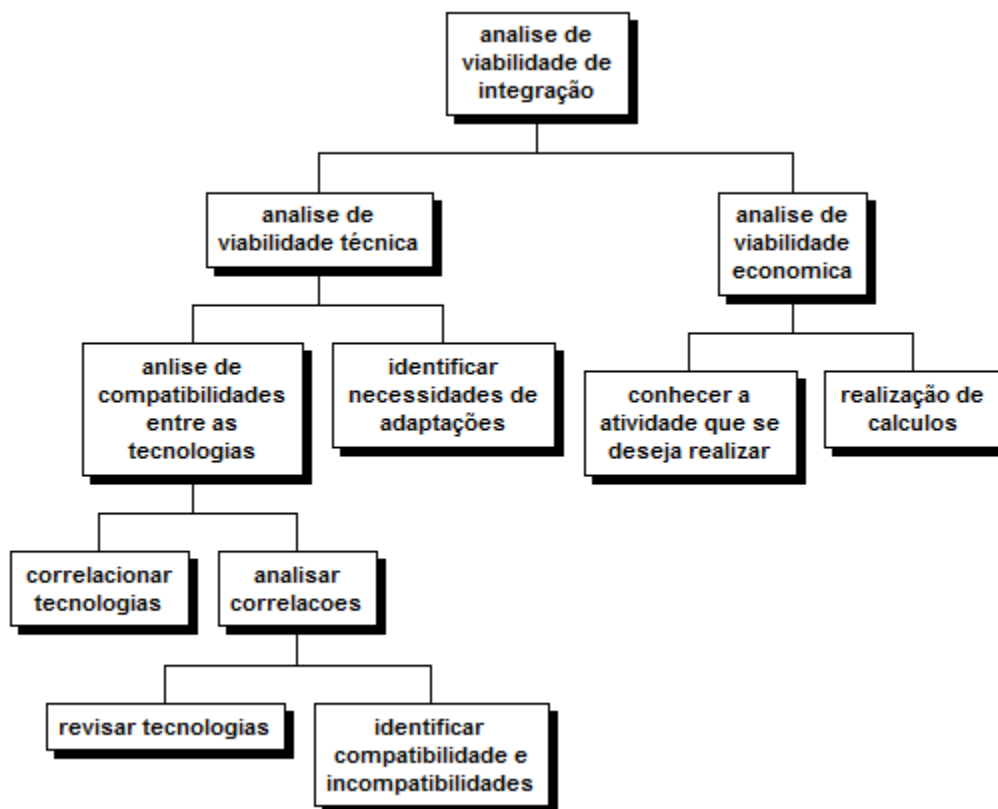 analise de
viabilidade de
integração
analise de
viabilidade técnica
analise de
viabilidade
economica
anlise de
compatibilidades
entre as
tecnologias
identificar
necessidades de
adaptações
conhecer a
atividade que se
deseja realizar
realização de
calculos
correlacionar
tecnologias
analisar
correlacoes
revisar tecnologias
identificar
compatibilidade e
incompatibilidades